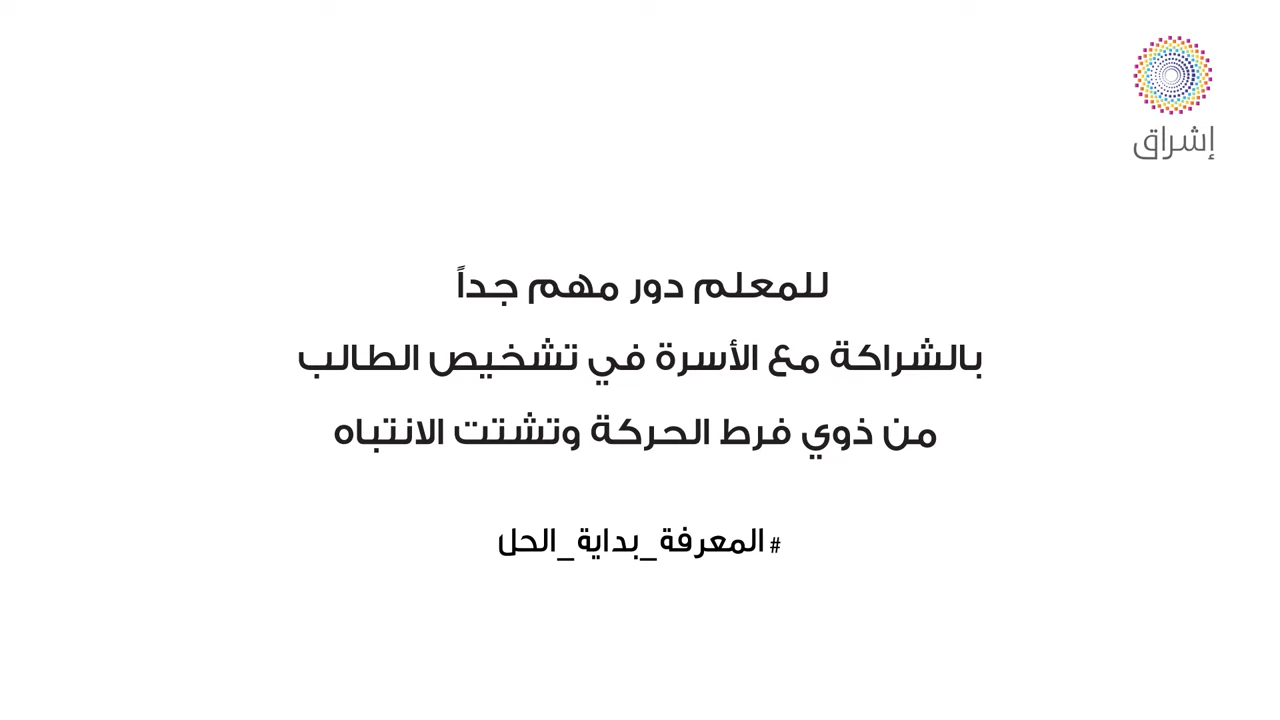 إشراق
للمعلم دور مهم جداً
بالشراكة مع الأسرة في تشخيص الطالب
من ذوي فرط الحركة وتشتت الانتباه
#المعرفة_بداية_الحل